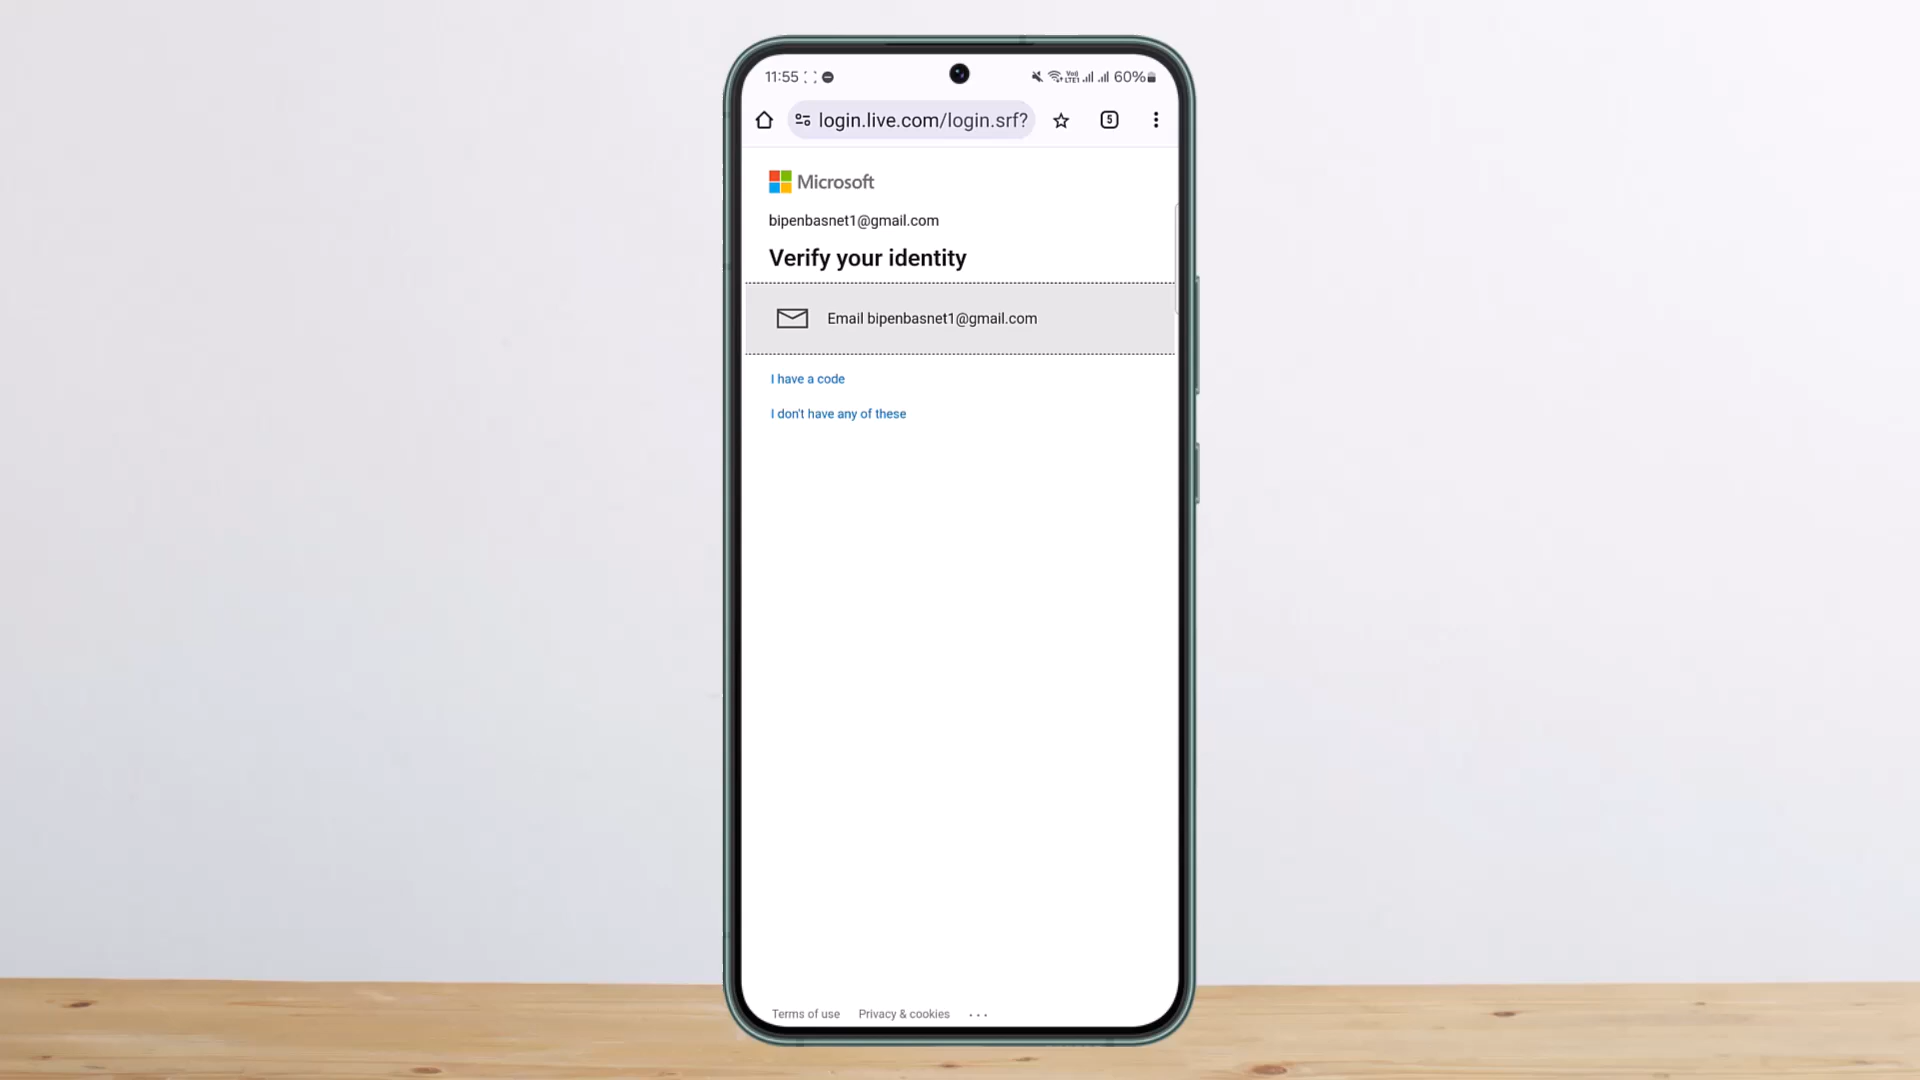 11:55 60%
login.live.com/login.srf? 5
Microsoft
bipenbasnet1@gmail.com
Verify your identity
Email bipenbasnet1@gmail.com
I have a code
I don't have any of these
Terms of use Privacy & cookies ...